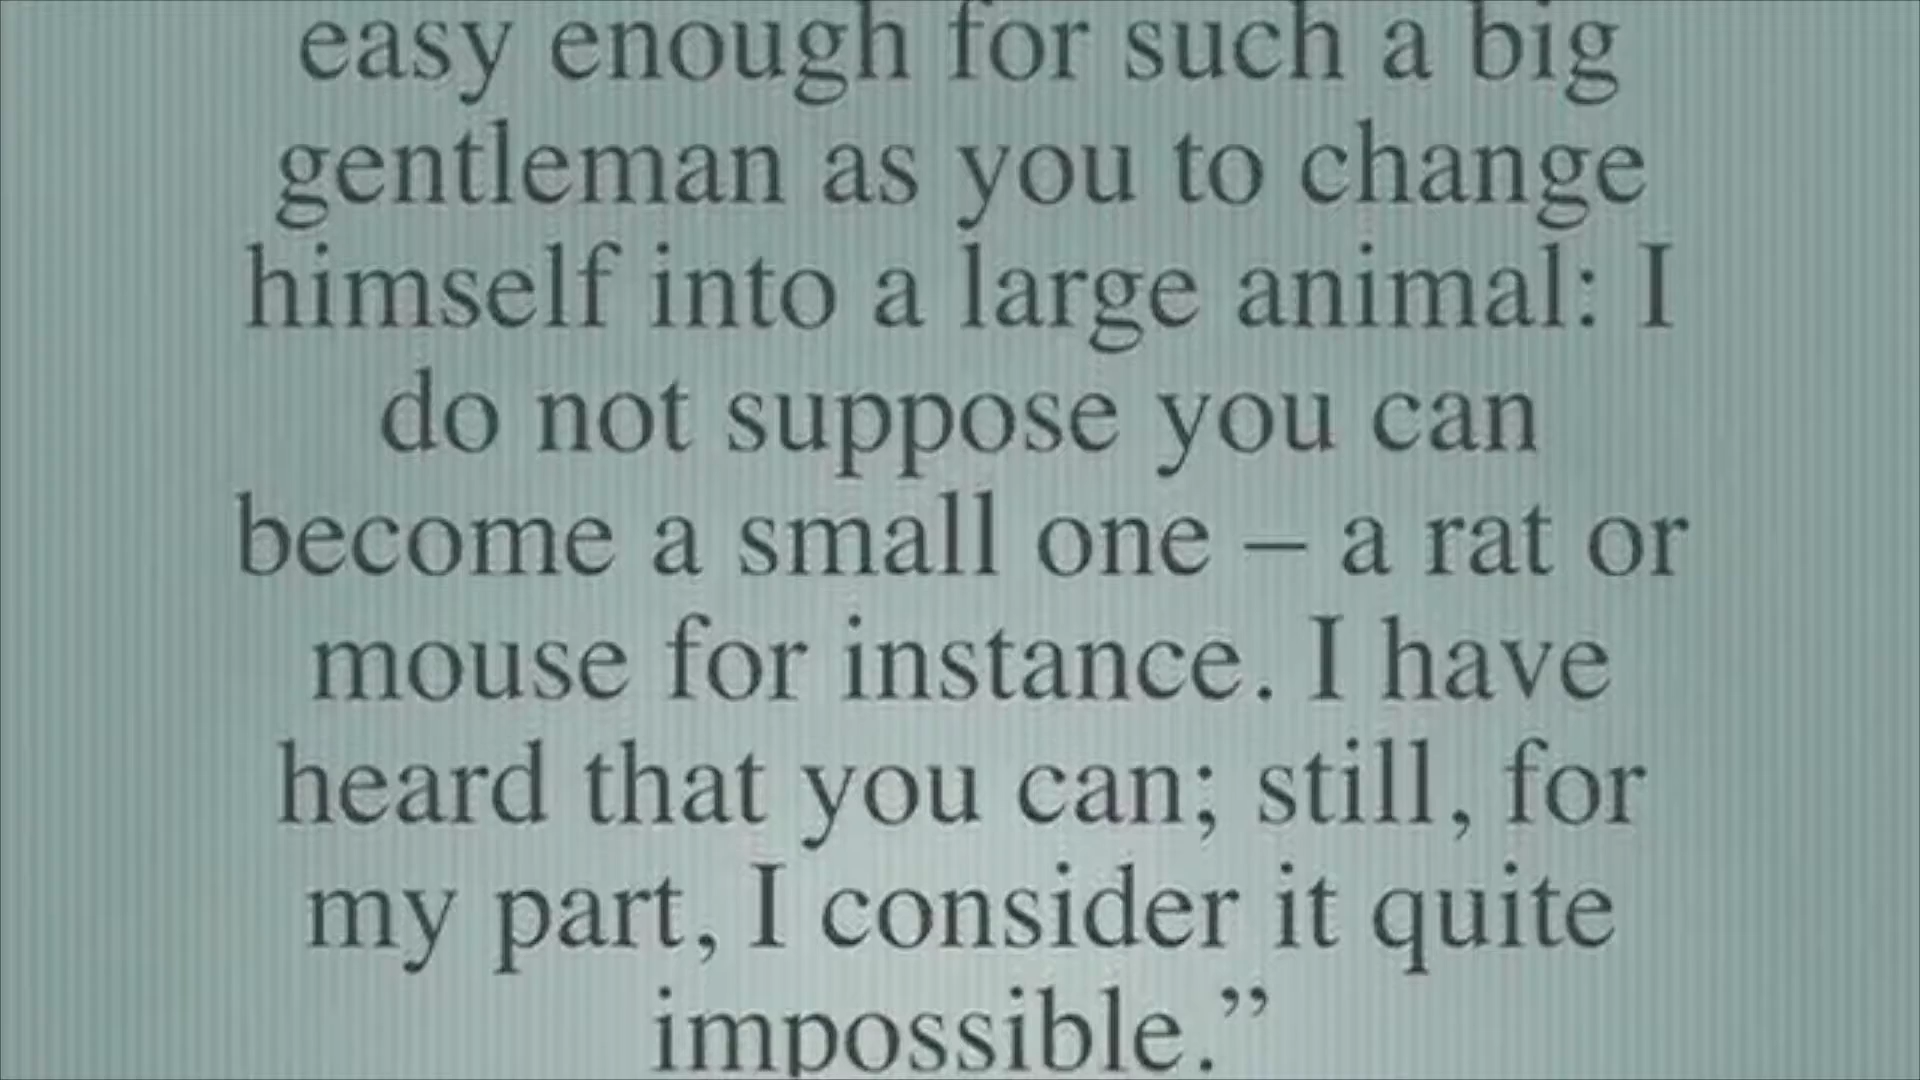 easy enough for such a big
gentleman as you to change
himself into a large animal: I
do not suppose you can
become a small one – a rat or
mouse for instance. I have
heard that you can; still, for
my part, I consider it quite
impossible.”